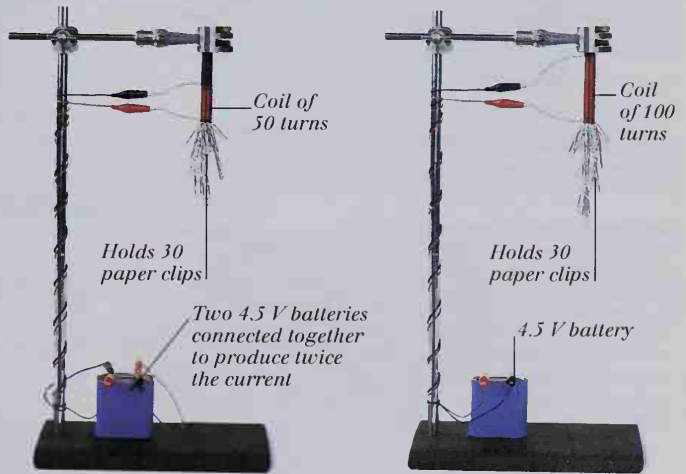 Coil of
50 turns
Holds 30
paper clips
Two 4.5 V batteries
connected together
to produce twice
the current
Coil
of 100
turns
Holds 30
paper clips
4.5 V battery